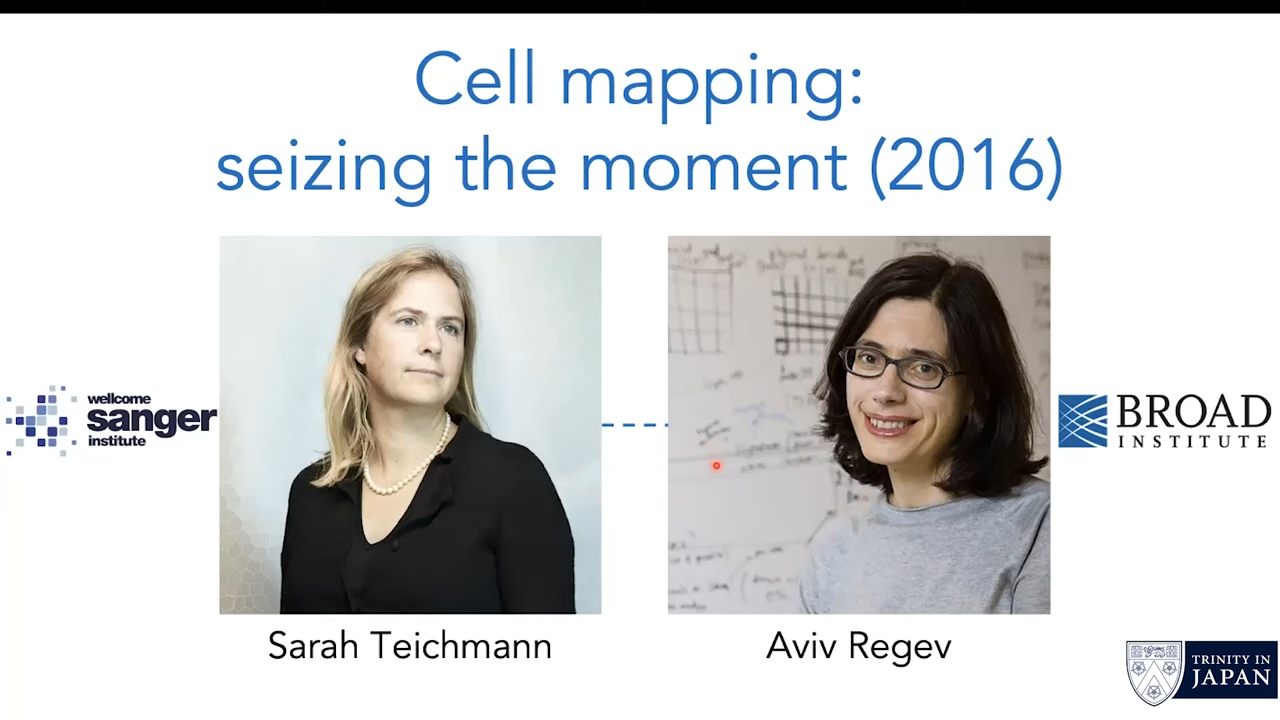 Cell mapping:
seizing the moment (2016)
wellcome
sanger
institute
BROAD
INSTITUTE
Sarah Teichmann
Aviv Regev
TRINITY IN
JAPAN